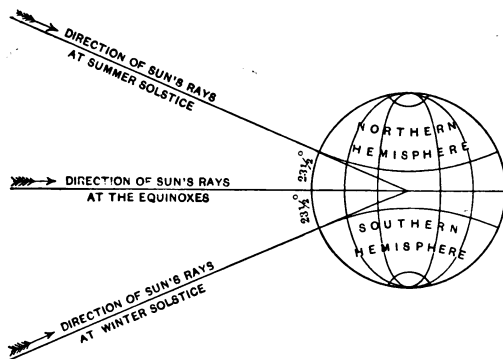 DIRECTION OF SUN'S RAYS
AT SUMMER SOLSTICE
NORTHERN
HEMISPHERE
23½°
DIRECTION OF SUN'S RAYS
AT THE EQUINOXES
23½°
SOUTHERN
HEMISPHERE
DIRECTION OF SUN'S RAYS
AT WINTER SOLSTICE